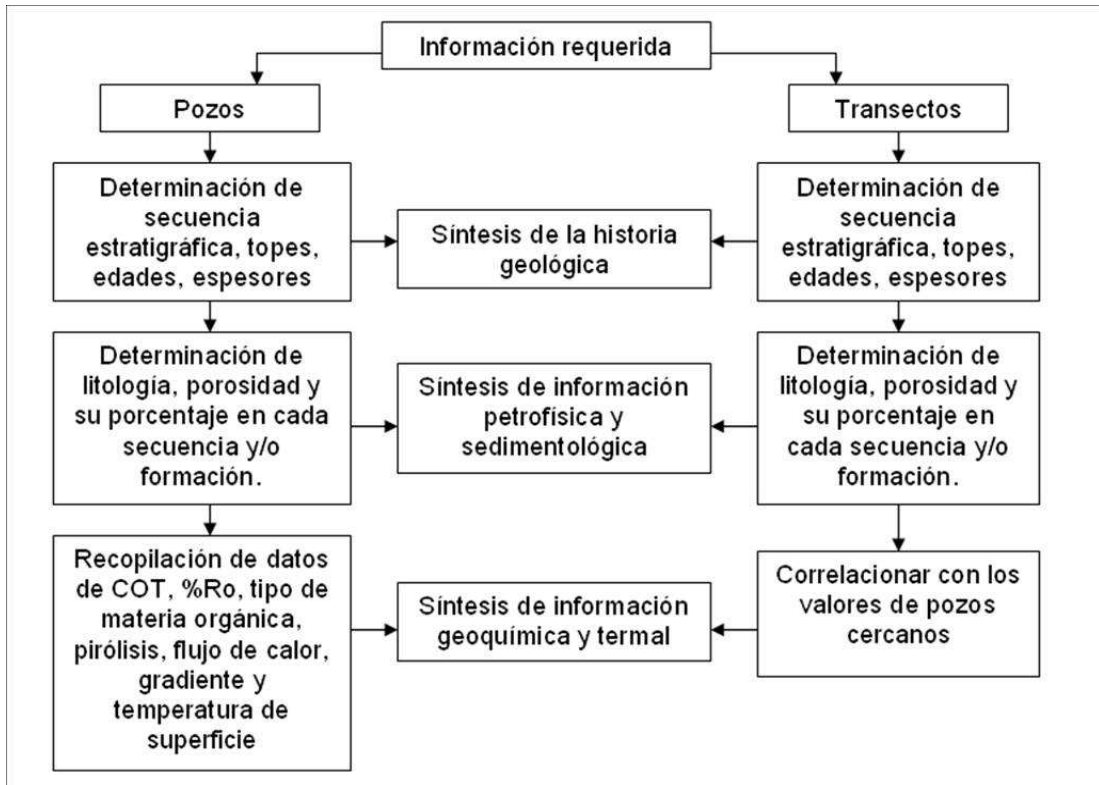 Información requerida
Pozos
Transectos
Determinación de
secuencia
estratigráfica, topes,
edades, espesores
Síntesis de la historia
geológica
Determinación de
secuencia
estratigráfica, topes,
edades, espesores
Determinación de
litología, porosidad y
su porcentaje en cada
secuencia y/o
formación.
Síntesis de información
petrofísica y
sedimentológica
Determinación de
litología, porosidad y
su porcentaje en
cada secuencia y/o
formación.
Recopilación de datos
de COT, %Ro, tipo de
materia orgánica,
pirólisis, flujo de calor,
gradiente y
temperatura de
superficie
Síntesis de información
geoquímica y termal
Correlacionar con los
valores de pozos
cercanos